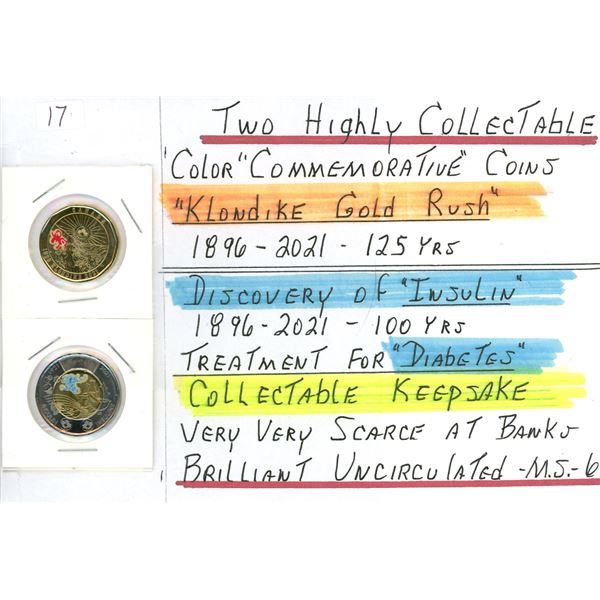 17
Two Highly Collectable
"Color" Commemorative" Coins
"Klondike Gold Rush"
1896 - 2021 - 125 Yrs
Discovery of "Insulin"
1896 - 2021 - 100 Yrs
Treatment for "Diabetes"
Collectable Keepsake
Very Very Scarce at Banks
Brilliant Uncirculated - M.S. - 6
CANADA